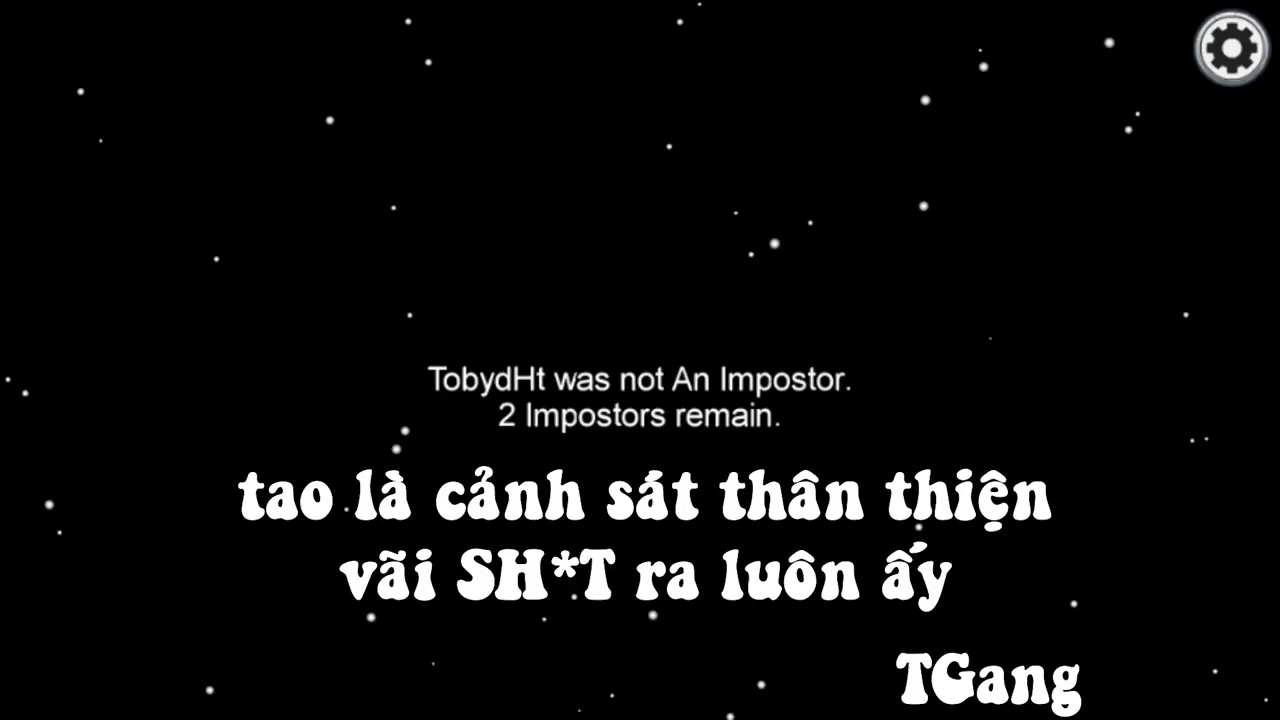 TobydHt was not An Impostor.
2 Impostors remain.
tao là cảnh sát thân thiện
vãi SH*T ra luôn ấy
TGang